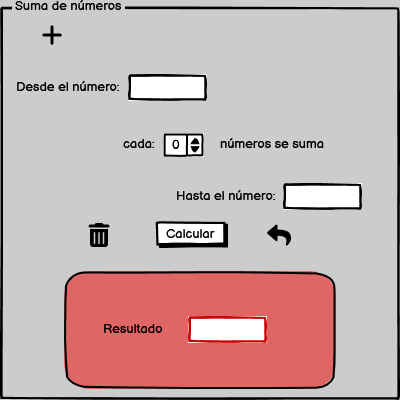 Suma de números
Desde el número:
cada: 0 números se suma
Hasta el número:
Calcular
Resultado